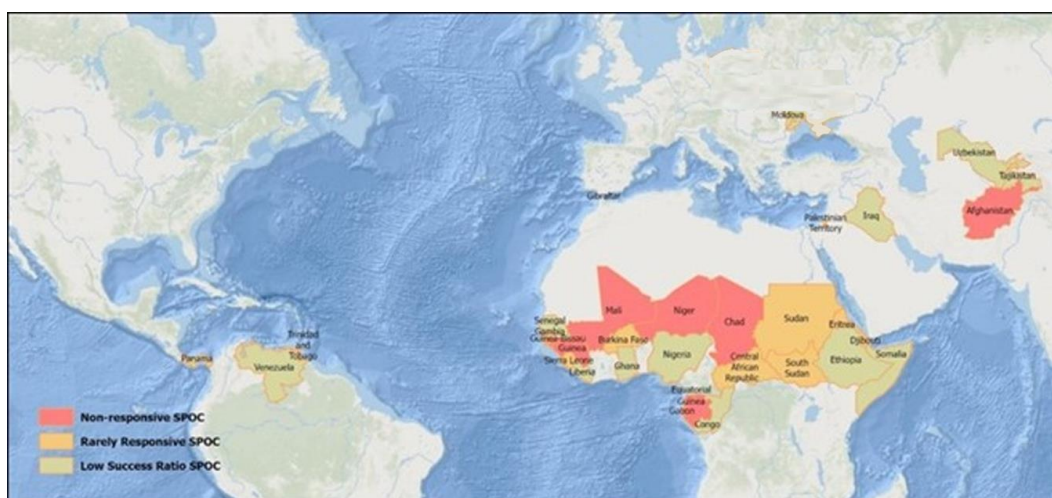 Moldova
Uzbekistan
Tajikistan
Gibraltar
Afghanistan
Palestinian
Territory
Iraq
Mali
Niger
Chad
Sudan
Eritrea
Senegal
Gambia
Guinea-Bissau
Guinea
Burkina Faso
Djibouti
Trinidad
and
Tobago
Panama
Venezuela
Sierra Leone
Liberia
Ghana
Nigeria
Central
African
Republic
South
Sudan
Ethiopia
Somalia
Equatorial
Guinea
Gabon
Congo
Non-responsive SPOC
Rarely Responsive SPOC
Low Success Ratio SPOC